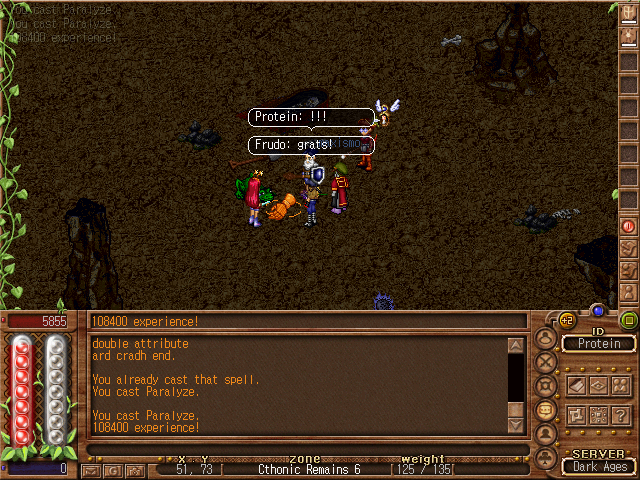 You cast Paralyze.
You cast Paralyze.
108400 experience!
Protein: !!!
Frudo: grats!
5855
108400 experience!
double attribute
ard cradh end.
You already cast that spell.
You cast Paralyze.
You cast Paralyze.
108400 experience!
+2
ID
Protein
0
x y zone weight
51, 73 [ Cthonic Remains 6 [125 / 135[
G
?
SERVER
Dark Ages